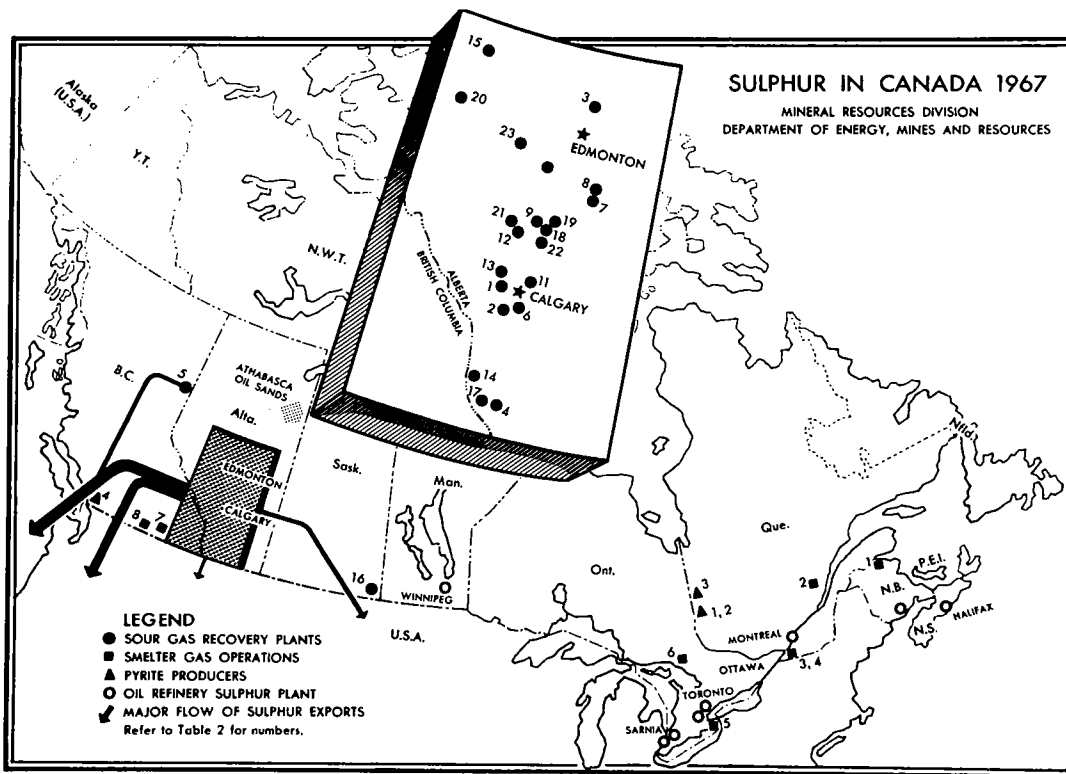 SULPHUR IN CANADA 1967
MINERAL RESOURCES DIVISION
DEPARTMENT OF ENERGY, MINES AND RESOURCES
15
20
3
EDMONTON
23
8
7
21
9
19
18
12
22
13
11
1
CALGARY
2
6
ALBERTA
BRITISH COLUMBIA
14
17
4
Alaska
(U.S.A.)
Y.T.
N.W.T.
B.C.
5
ATHABASCA
OIL SANDS
Alta.
EDMONTON
CALGARY
Sask.
Man.
4
8
7
16
WINNIPEG
U.S.A.
Ont.
Que.
Nfld.
3
1, 2
2
1
P.E.I.
N.B.
N.S.
HALIFAX
MONTREAL
3, 4
OTTAWA
6
TORONTO
5
SARNIA
LEGEND
SOUR GAS RECOVERY PLANTS
SMELTER GAS OPERATIONS
PYRITE PRODUCERS
OIL REFINERY SULPHUR PLANT
MAJOR FLOW OF SULPHUR EXPORTS
Refer to Table 2 for numbers.